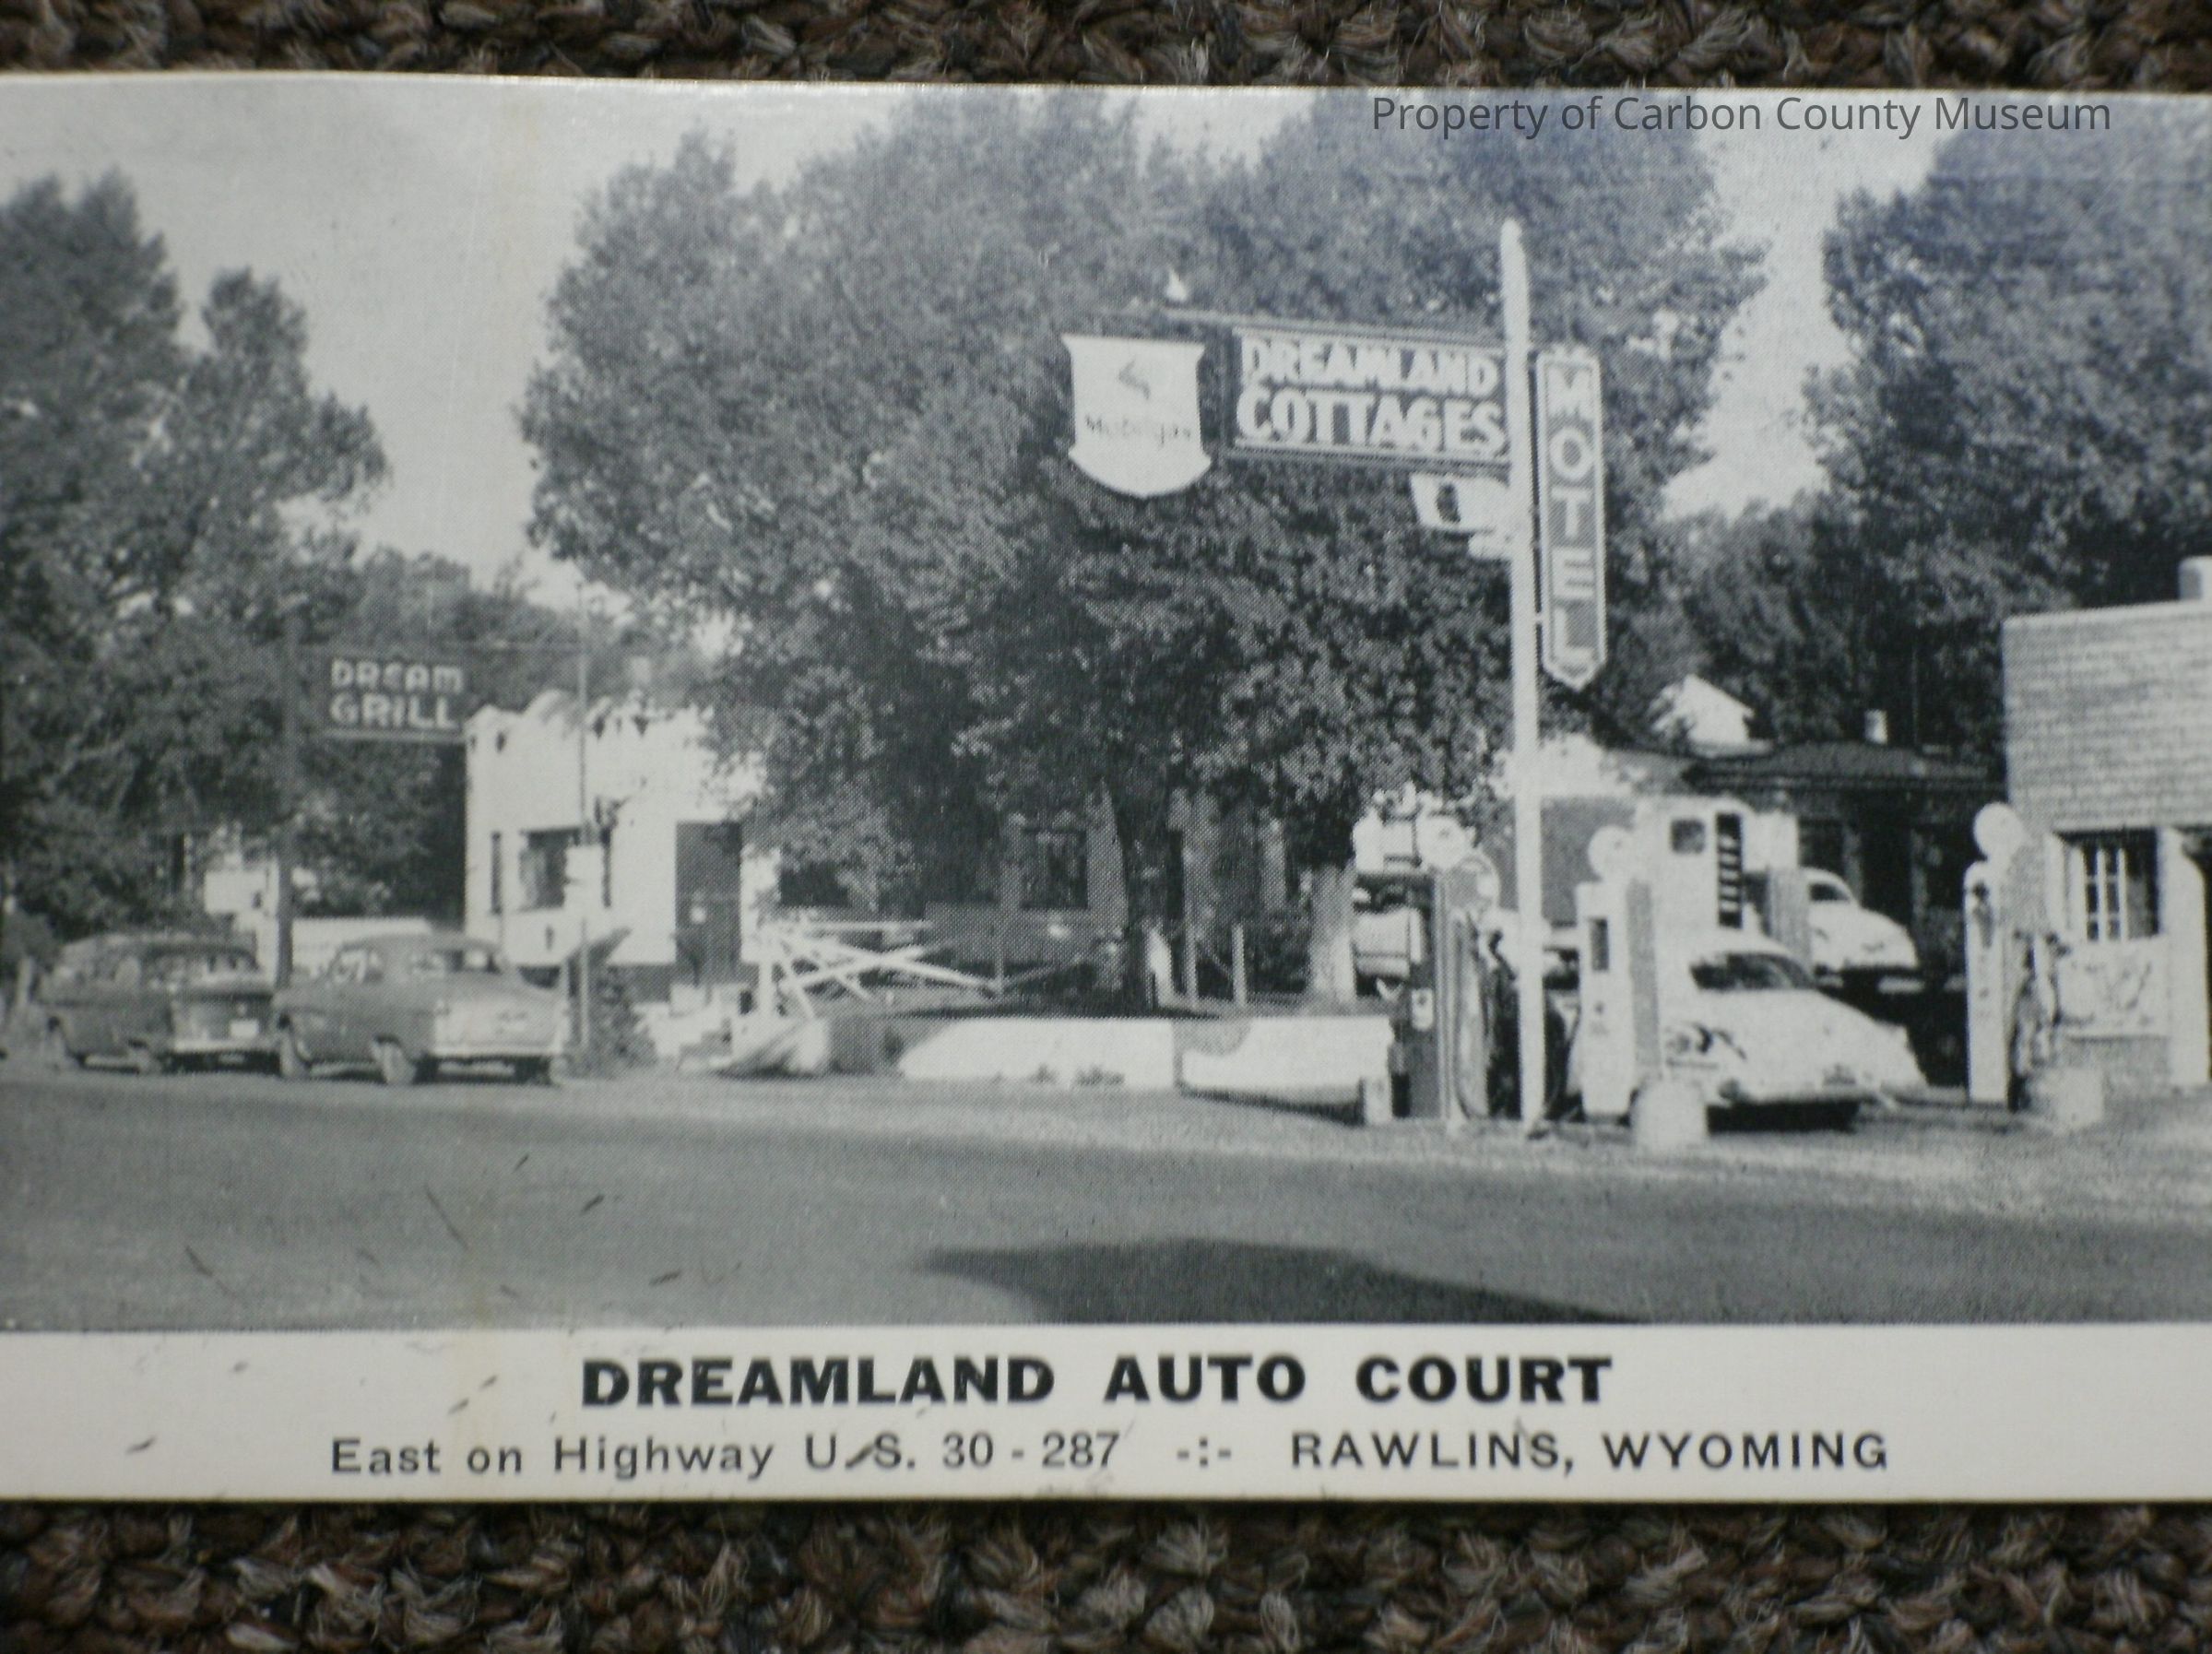 Property of Carbon County Museum
DREAMLAND
COTTAGES
Mobilgas
MOTEL
DREAM
GRILL
DREAMLAND AUTO COURT
East on Highway U.S. 30 - 287 -:- RAWLINS, WYOMING